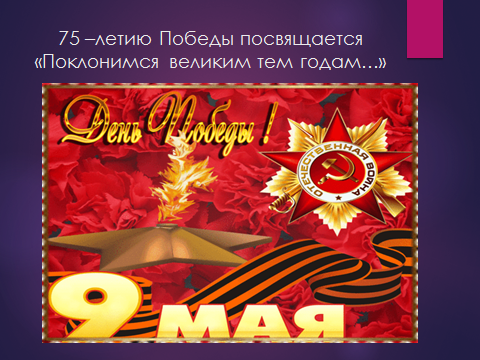 75 –летию Победы посвящается
«Поклонимся великим тем годам...»
День Победы !
ОТЕЧЕСТВЕННАЯ ВОЙНА
9 МАЯ